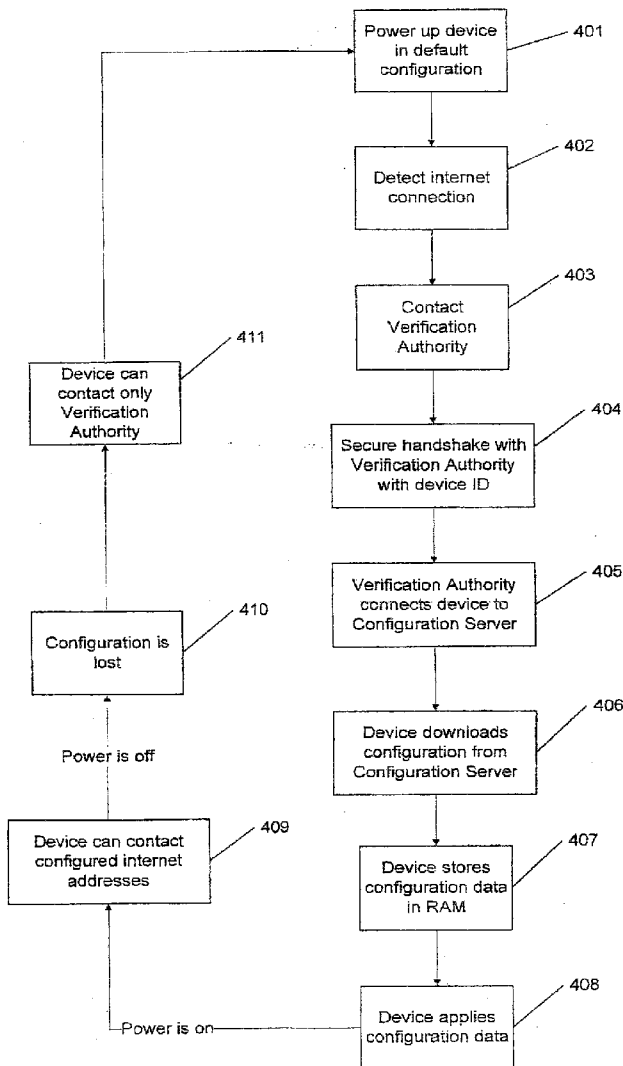 Power up device
in default
configuration
401
Detect internet
connection
402
Contact
Verification
Authority
403
Secure handshake with
Verification Authority
with device ID
404
Verification Authority
connects device to
Configuration Server
405
Device downloads
configuration from
Configuration Server
406
Device stores
configuration data
in RAM
407
Device applies
configuration data
408
Power is on
Device can contact
configured internet
addresses
409
Power is off
Configuration is
lost
410
Device can
contact only
Verification
Authority
411